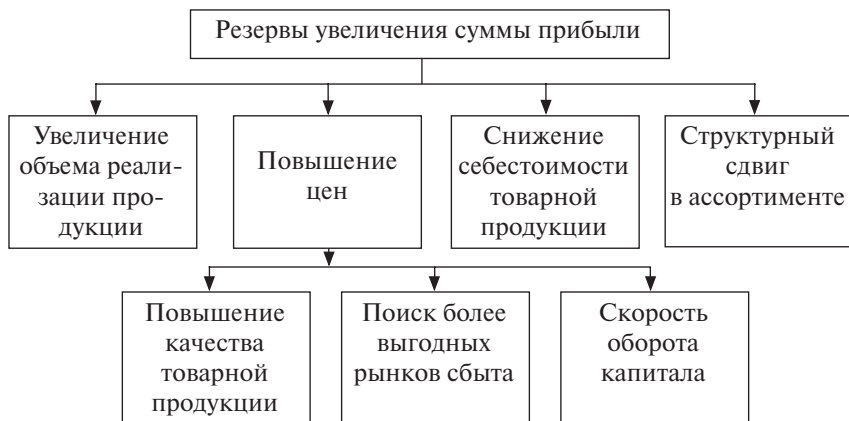 Резервы увеличения суммы прибыли
Увеличение
объема реали-
зации про-
дукции
Повышение
цен
Снижение
себестоимости
товарной
продукции
Структурный
сдвиг
в ассортименте
Повышение
качества
товарной
продукции
Поиск более
выгодных
рынков сбыта
Скорость
оборота
капитала